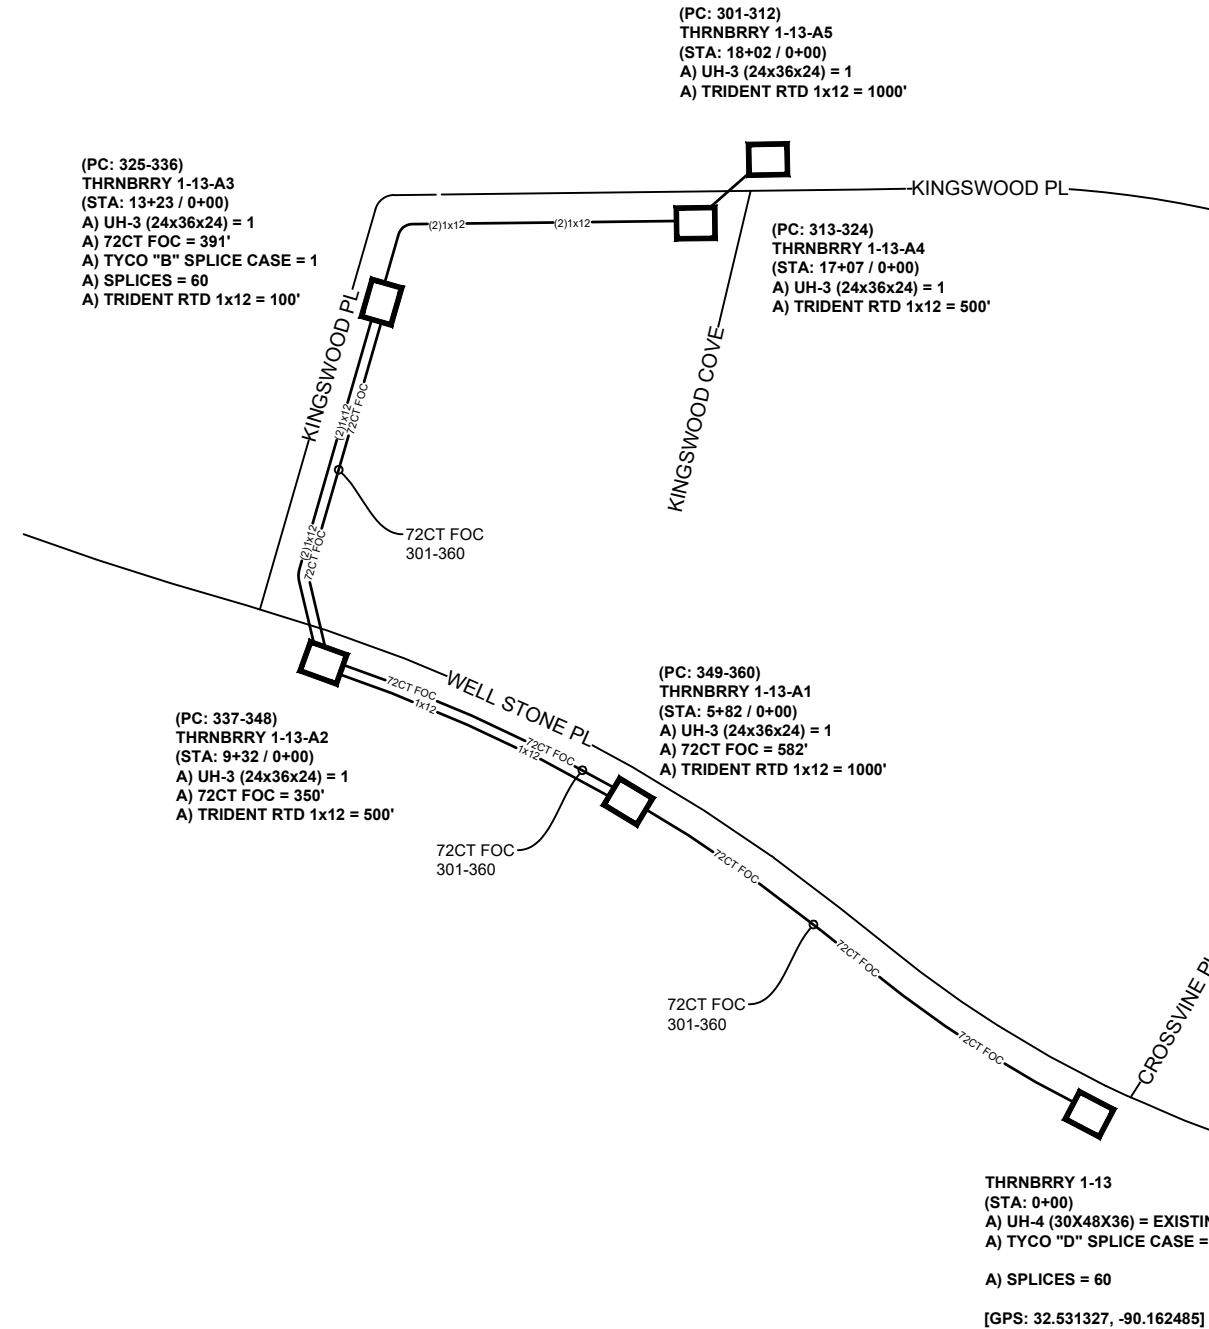 (PC: 301-312)
THRNBRRY 1-13-A5
(STA: 18+02 / 0+00)
A) UH-3 (24x36x24) = 1
A) TRIDENT RTD 1x12 = 1000'
(PC: 325-336)
THRNBRRY 1-13-A3
(STA: 13+23 / 0+00)
A) UH-3 (24x36x24) = 1
A) 72CT FOC = 391'
A) TYCO "B" SPLICE CASE = 1
A) SPLICES = 60
A) TRIDENT RTD 1x12 = 100'
KINGSWOOD PL
(2)1x12
(2)1x12
(PC: 313-324)
THRNBRRY 1-13-A4
(STA: 17+07 / 0+00)
A) UH-3 (24x36x24) = 1
A) TRIDENT RTD 1x12 = 500'
KINGSWOOD PL
KINGSWOOD COVE
(2)1x12
72CT FOC
72CT FOC
301-360
(2)1x12
72CT FOC
WELL STONE PL
72CT FOC
1x12
72CT FOC
1x12
(PC: 349-360)
THRNBRRY 1-13-A1
(STA: 5+82 / 0+00)
A) UH-3 (24x36x24) = 1
A) 72CT FOC = 582'
A) TRIDENT RTD 1x12 = 1000'
(PC: 337-348)
THRNBRRY 1-13-A2
(STA: 9+32 / 0+00)
A) UH-3 (24x36x24) = 1
A) 72CT FOC = 350'
A) TRIDENT RTD 1x12 = 500'
72CT FOC
301-360
72CT FOC
72CT FOC
72CT FOC
301-360
72CT FOC
CROSSVINE PL
THRNBRRY 1-13
(STA: 0+00)
A) UH-4 (30X48X36) = EXISTIN
A) TYCO "D" SPLICE CASE =
A) SPLICES = 60
[GPS: 32.531327, -90.162485]